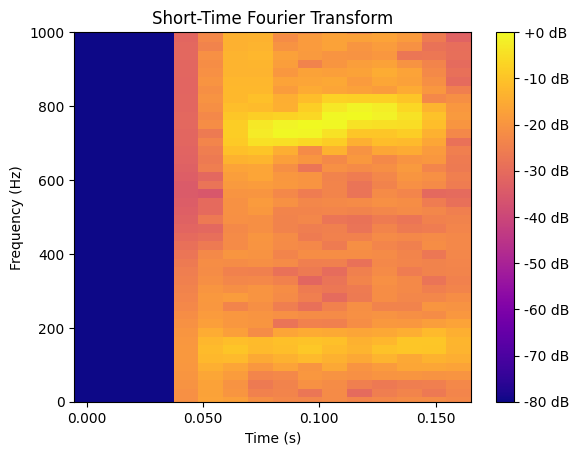 Short-Time Fourier Transform
1000
800
600
400
200
0
Frequency (Hz)
0.000
0.050
0.100
0.150
Time (s)
+0 dB
-10 dB
-20 dB
-30 dB
-40 dB
-50 dB
-60 dB
-70 dB
-80 dB